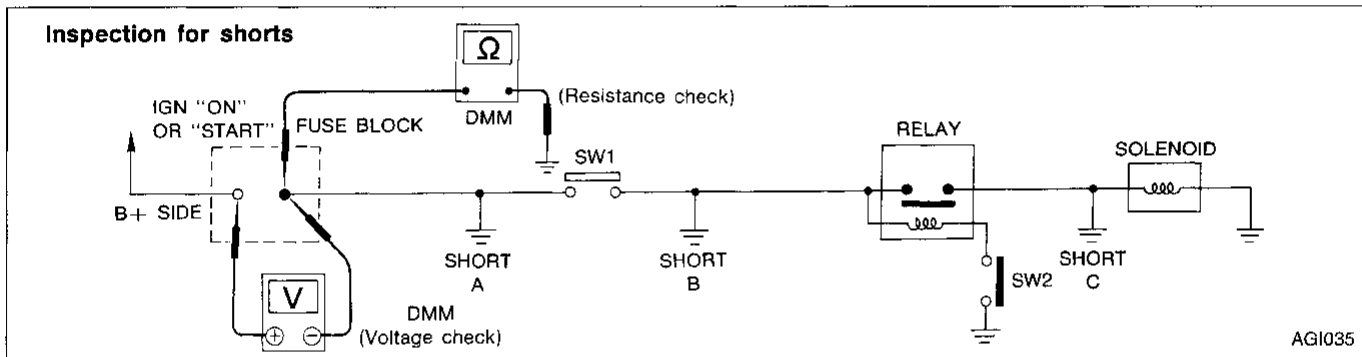 Inspection for shorts
Ω
(Resistance check)
DMM
IGN "ON"
OR "START"
FUSE BLOCK
RELAY
SOLENOID
SW1
B+ SIDE
SHORT
A
SHORT
B
SHORT
C
SW2
V
+ −
DMM
(Voltage check)
AGI035